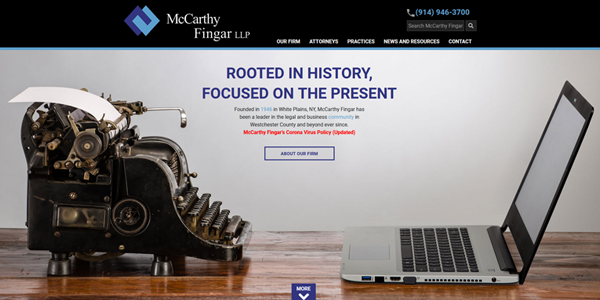 McCarthy
Fingar LLP
(914) 946-3700
Search McCarthy Fingar
OUR FIRM ATTORNEYS PRACTICES NEWS AND RESOURCES CONTACT
ROOTED IN HISTORY,
FOCUSED ON THE PRESENT
Founded in 1946 in White Plains, NY, McCarthy Fingar has
been a leader in the legal and business community in
Westchester County and beyond ever since.
McCarthy Fingar's Corona Virus Policy (Updated)
ABOUT OUR FIRM
MORE